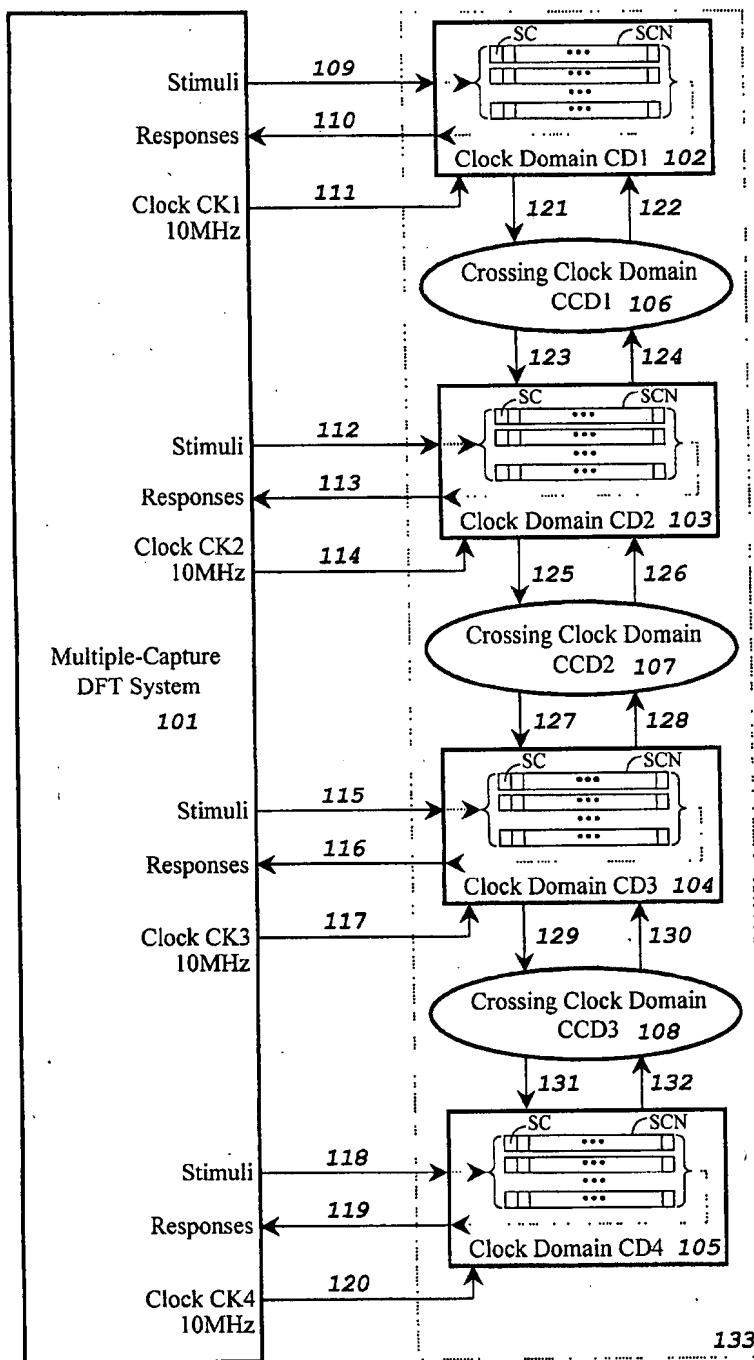 SC SCN
Stimuli 109
Responses 110
Clock Domain CD1 102
Clock CK1 111
10MHz
121 122
Crossing Clock Domain
CCD1 106
123 124
SC SCN
Stimuli 112
Responses 113
Clock Domain CD2 103
Clock CK2 114
10MHz
125 126
Crossing Clock Domain
CCD2 107
Multiple-Capture
DFT System
101
127 128
SC SCN
Stimuli 115
Responses 116
Clock Domain CD3 104
Clock CK3 117
10MHz
129 130
Crossing Clock Domain
CCD3 108
131 132
SC SCN
Stimuli 118
Responses 119
Clock Domain CD4 105
Clock CK4 120
10MHz
133